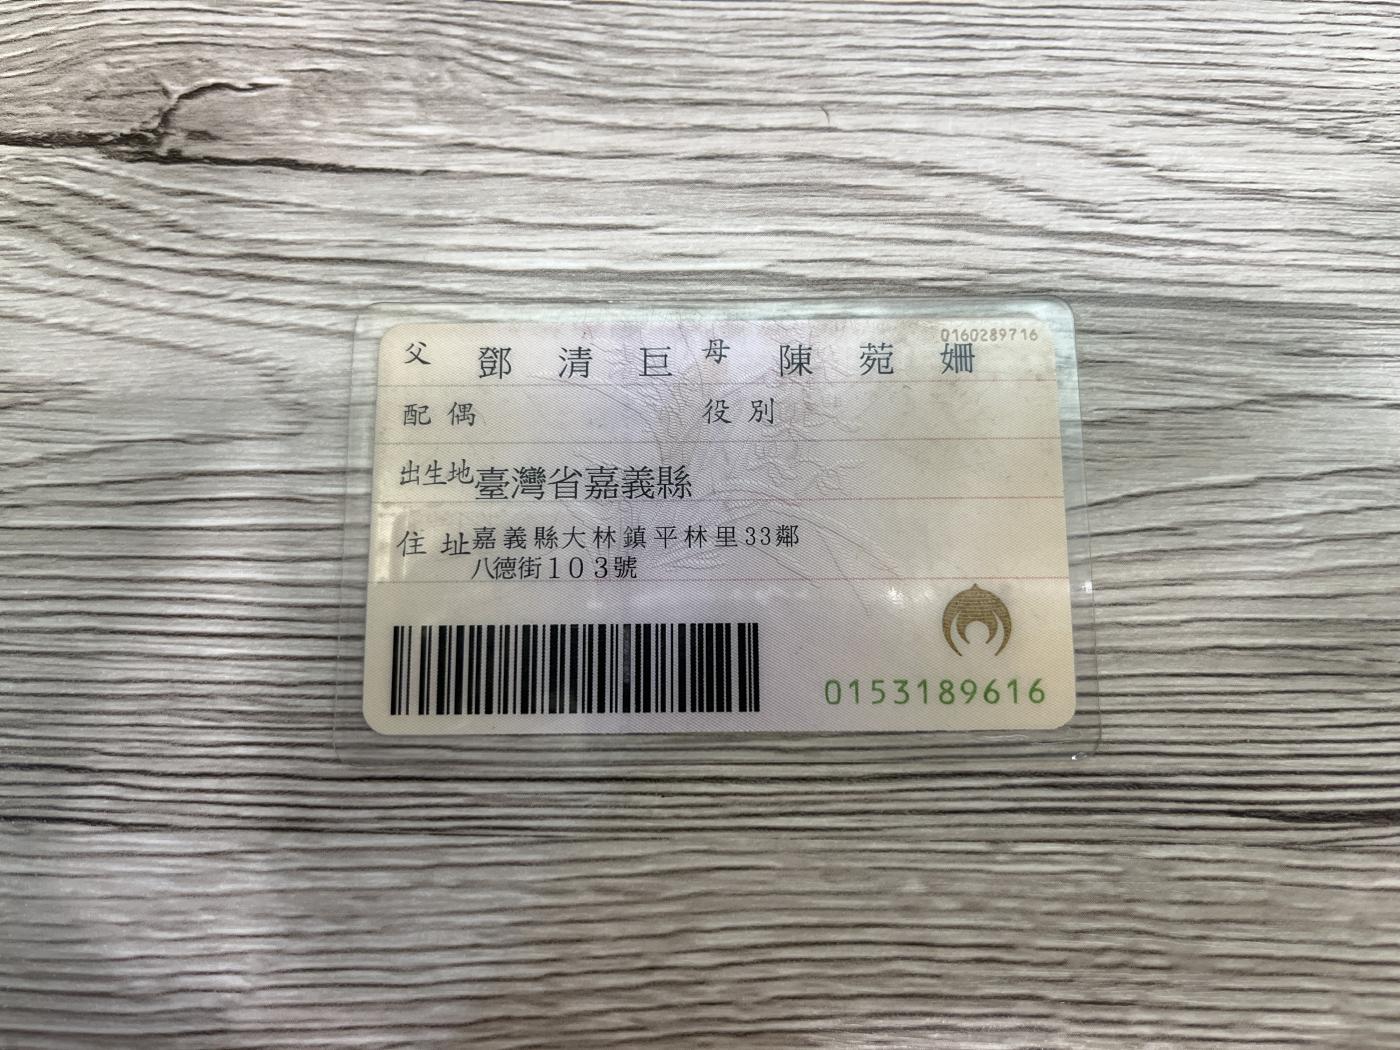 0160289716
父 鄧清巨 母 陳菀姍
配偶 役別
出生地 臺灣省嘉義縣
住址 嘉義縣大林鎮平林里33鄰
八德街103號
0153189616